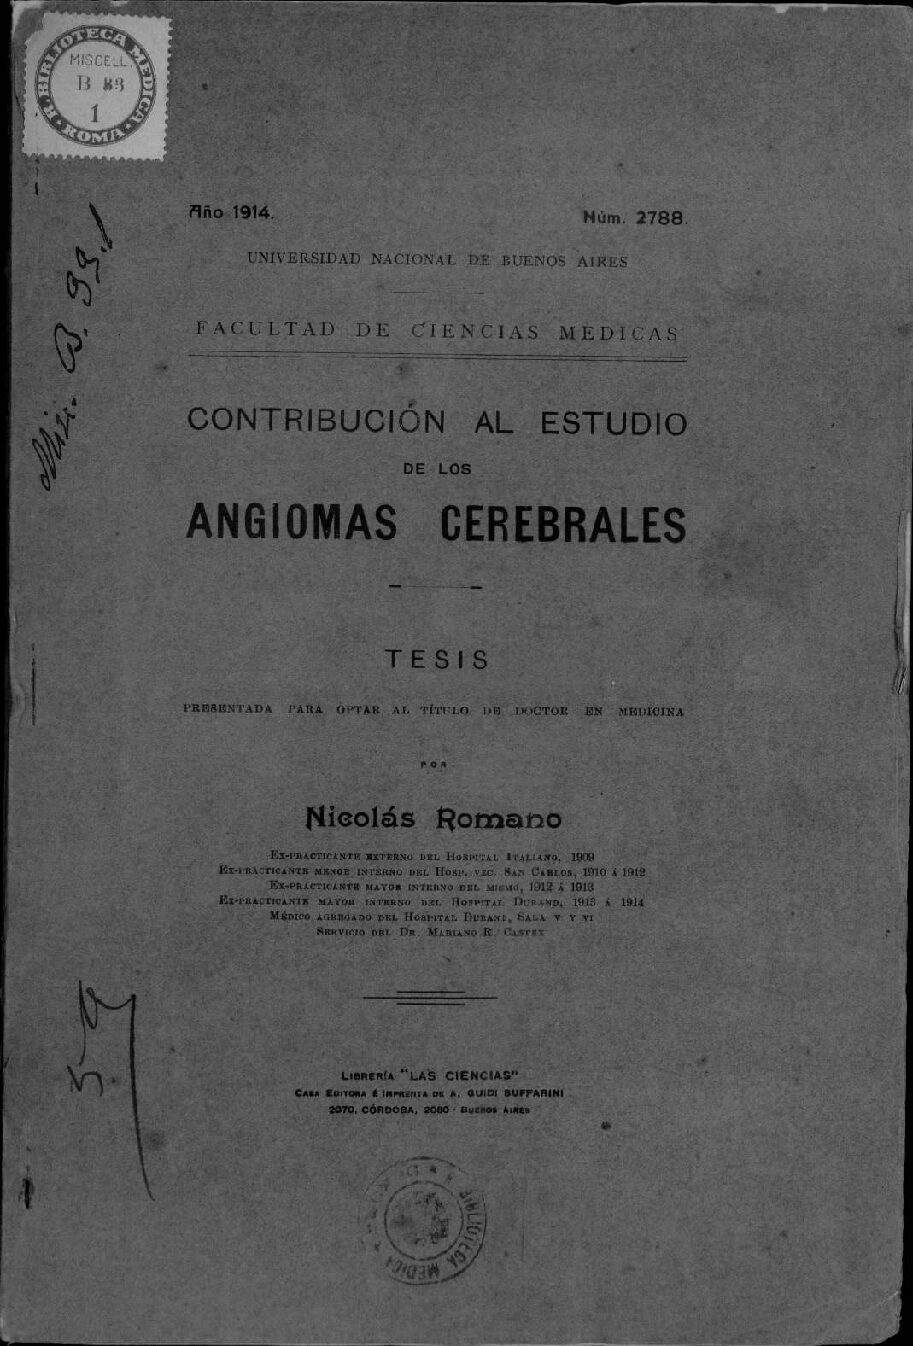 R. BIBLIOTECA MEDICA
MISCELL.
B 83
1
ROMA
Año 1914.
Núm. 2788.
UNIVERSIDAD NACIONAL DE BUENOS AIRES
FACULTAD DE CIENCIAS MEDICAS
CONTRIBUCIÓN AL ESTUDIO
DE LOS
ANGIOMAS CEREBRALES
TESIS
PRESENTADA PARA OPTAR AL TÍTULO DE DOCTOR EN MEDICINA
POR
Nicolás Romano
Ex-practicante externo del Hospital Italiano, 1909
Ex-practicante menor interno del Hosp. vec. San Carlos, 1910 á 1912
Ex-practicante mayor interno del mismo, 1912 á 1913
Ex-practicante mayor interno del Hospital Durand, 1913 á 1914
Médico agregado del Hospital Durand, Sala V y VI
Servicio del Dr. Mariano R. Castex
Librería "LAS CIENCIAS"
Casa Editora é Imprenta de A. GUIDI BUFFARINI
2070, CÓRDOBA, 2080 - Buenos Aires
BIBLIOTECA MEDICA